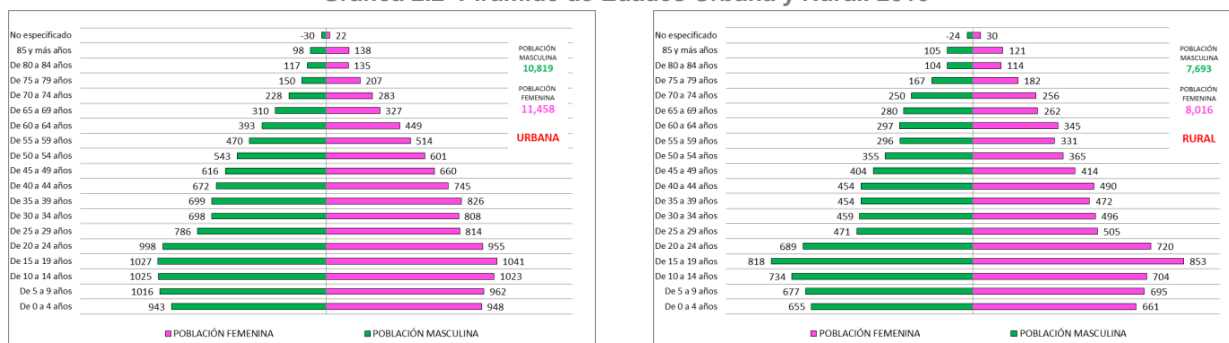 No especificado -30 22
85 y más años 98 138
De 80 a 84 años 117 135
De 75 a 79 años 150 207
De 70 a 74 años 228 283
De 65 a 69 años 310 327
De 60 a 64 años 393 449
De 55 a 59 años 470 514
De 50 a 54 años 543 601
De 45 a 49 años 616 660
De 40 a 44 años 672 745
De 35 a 39 años 699 826
De 30 a 34 años 698 808
De 25 a 29 años 786 814
De 20 a 24 años 998 955
De 15 a 19 años 1027 1041
De 10 a 14 años 1025 1023
De 5 a 9 años 1016 962
De 0 a 4 años 943 948
POBLACIÓN
MASCULINA
10,819
POBLACIÓN
FEMENINA
11,458
URBANA
POBLACIÓN FEMENINA POBLACIÓN MASCULINA
No especificado -24 30
85 y más años 105 121
De 80 a 84 años 104 114
De 75 a 79 años 167 182
De 70 a 74 años 250 256
De 65 a 69 años 280 262
De 60 a 64 años 297 345
De 55 a 59 años 296 331
De 50 a 54 años 355 365
De 45 a 49 años 404 414
De 40 a 44 años 454 490
De 35 a 39 años 454 472
De 30 a 34 años 459 496
De 25 a 29 años 471 505
De 20 a 24 años 689 720
De 15 a 19 años 818 853
De 10 a 14 años 734 704
De 5 a 9 años 677 695
De 0 a 4 años 655 661
POBLACIÓN
MASCULINA
7,693
POBLACIÓN
FEMENINA
8,016
RURAL
POBLACIÓN FEMENINA POBLACIÓN MASCULINA